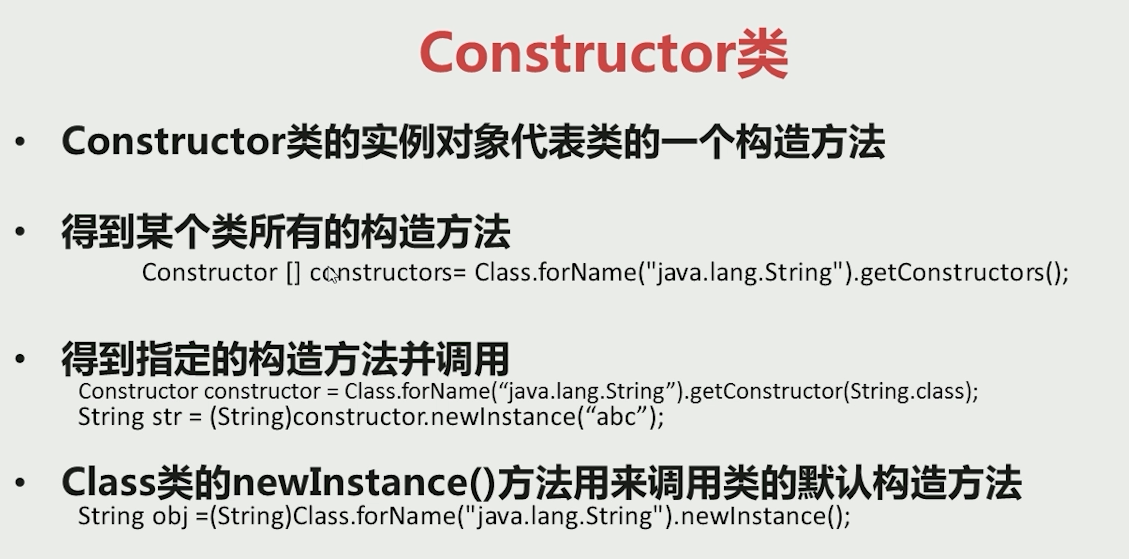 Constructor类
• Constructor类的实例对象代表类的一个构造方法
• 得到某个类所有的构造方法
Constructor [] constructors= Class.forName("java.lang.String").getConstructors();
• 得到指定的构造方法并调用
Constructor constructor = Class.forName(“java.lang.String”).getConstructor(String.class);
String str = (String)constructor.newInstance(“abc”);
• Class类的newInstance()方法用来调用类的默认构造方法
String obj =(String)Class.forName("java.lang.String").newInstance();